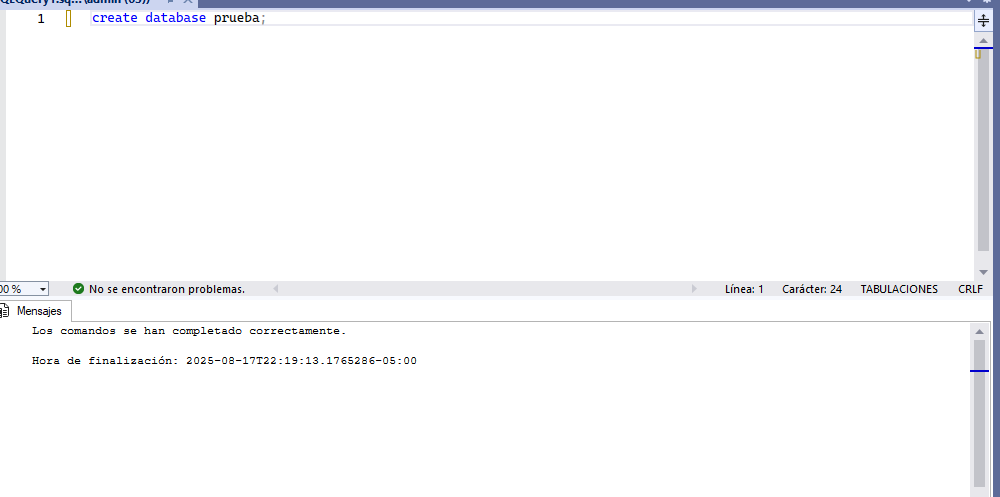 1 create database prueba;
No se encontraron problemas.
Línea: 1 Carácter: 24 TABULACIONES CRLF
Mensajes
Los comandos se han completado correctamente.
Hora de finalización: 2025-08-17T22:19:13.1765286-05:00